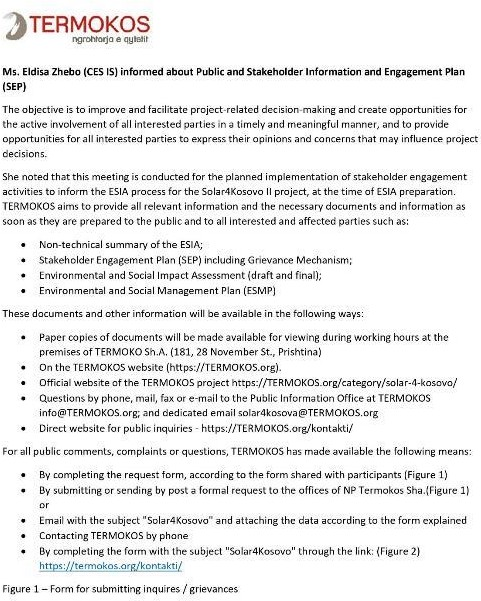 TERMOKOS
ngrohtorja e qytetit
Ms. Eldisa Zhebo (CES IS) informed about Public and Stakeholder Information and Engagement Plan
(SEP)
The objective is to improve and facilitate project-related decision-making and create opportunities for
the active involvement of all interested parties in a timely and meaningful manner, and to provide
opportunities for all interested parties to express their opinions and concerns that may influence project
decisions.
She noted that this meeting is conducted for the planned implementation of stakeholder engagement
activities to inform the ESIA process for the Solar4Kosovo II project, at the time of ESIA preparation.
TERMOKOS aims to provide all relevant information and the necessary documents and information as
soon as they are prepared to the public and to all interested and affected parties such as:
• Non-technical summary of the ESIA;
• Stakeholder Engagement Plan (SEP) including Grievance Mechanism;
• Environmental and Social Impact Assessment (draft and final);
• Environmental and Social Management Plan (ESMP)
These documents and other information will be available in the following ways:
• Paper copies of documents will be made available for viewing during working hours at the
premises of TERMOKO Sh.A. (181, 28 November St., Prishtina)
• On the TERMOKOS website (https://TERMOKOS.org).
• Official website of the TERMOKOS project https://TERMOKOS.org/category/solar-4-kosovo/
• Questions by phone, mail, fax or e-mail to the Public Information Office at TERMOKOS
info@TERMOKOS.org; and dedicated email solar4kosova@TERMOKOS.org
• Direct website for public inquiries - https://TERMOKOS.org/kontakti/
For all public comments, complaints or questions, TERMOKOS has made available the following means:
• By completing the request form, according to the form shared with participants (Figure 1)
• By submitting or sending by post a formal request to the offices of NP Termokos Sha.(Figure 1)
or
• Email with the subject "Solar4Kosovo" and attaching the data according to the form explained
• Contacting TERMOKOS by phone
• By completing the form with the subject "Solar4Kosovo" through the link: (Figure 2)
https://termokos.org/kontakti/
Figure 1 – Form for submitting inquires / grievances